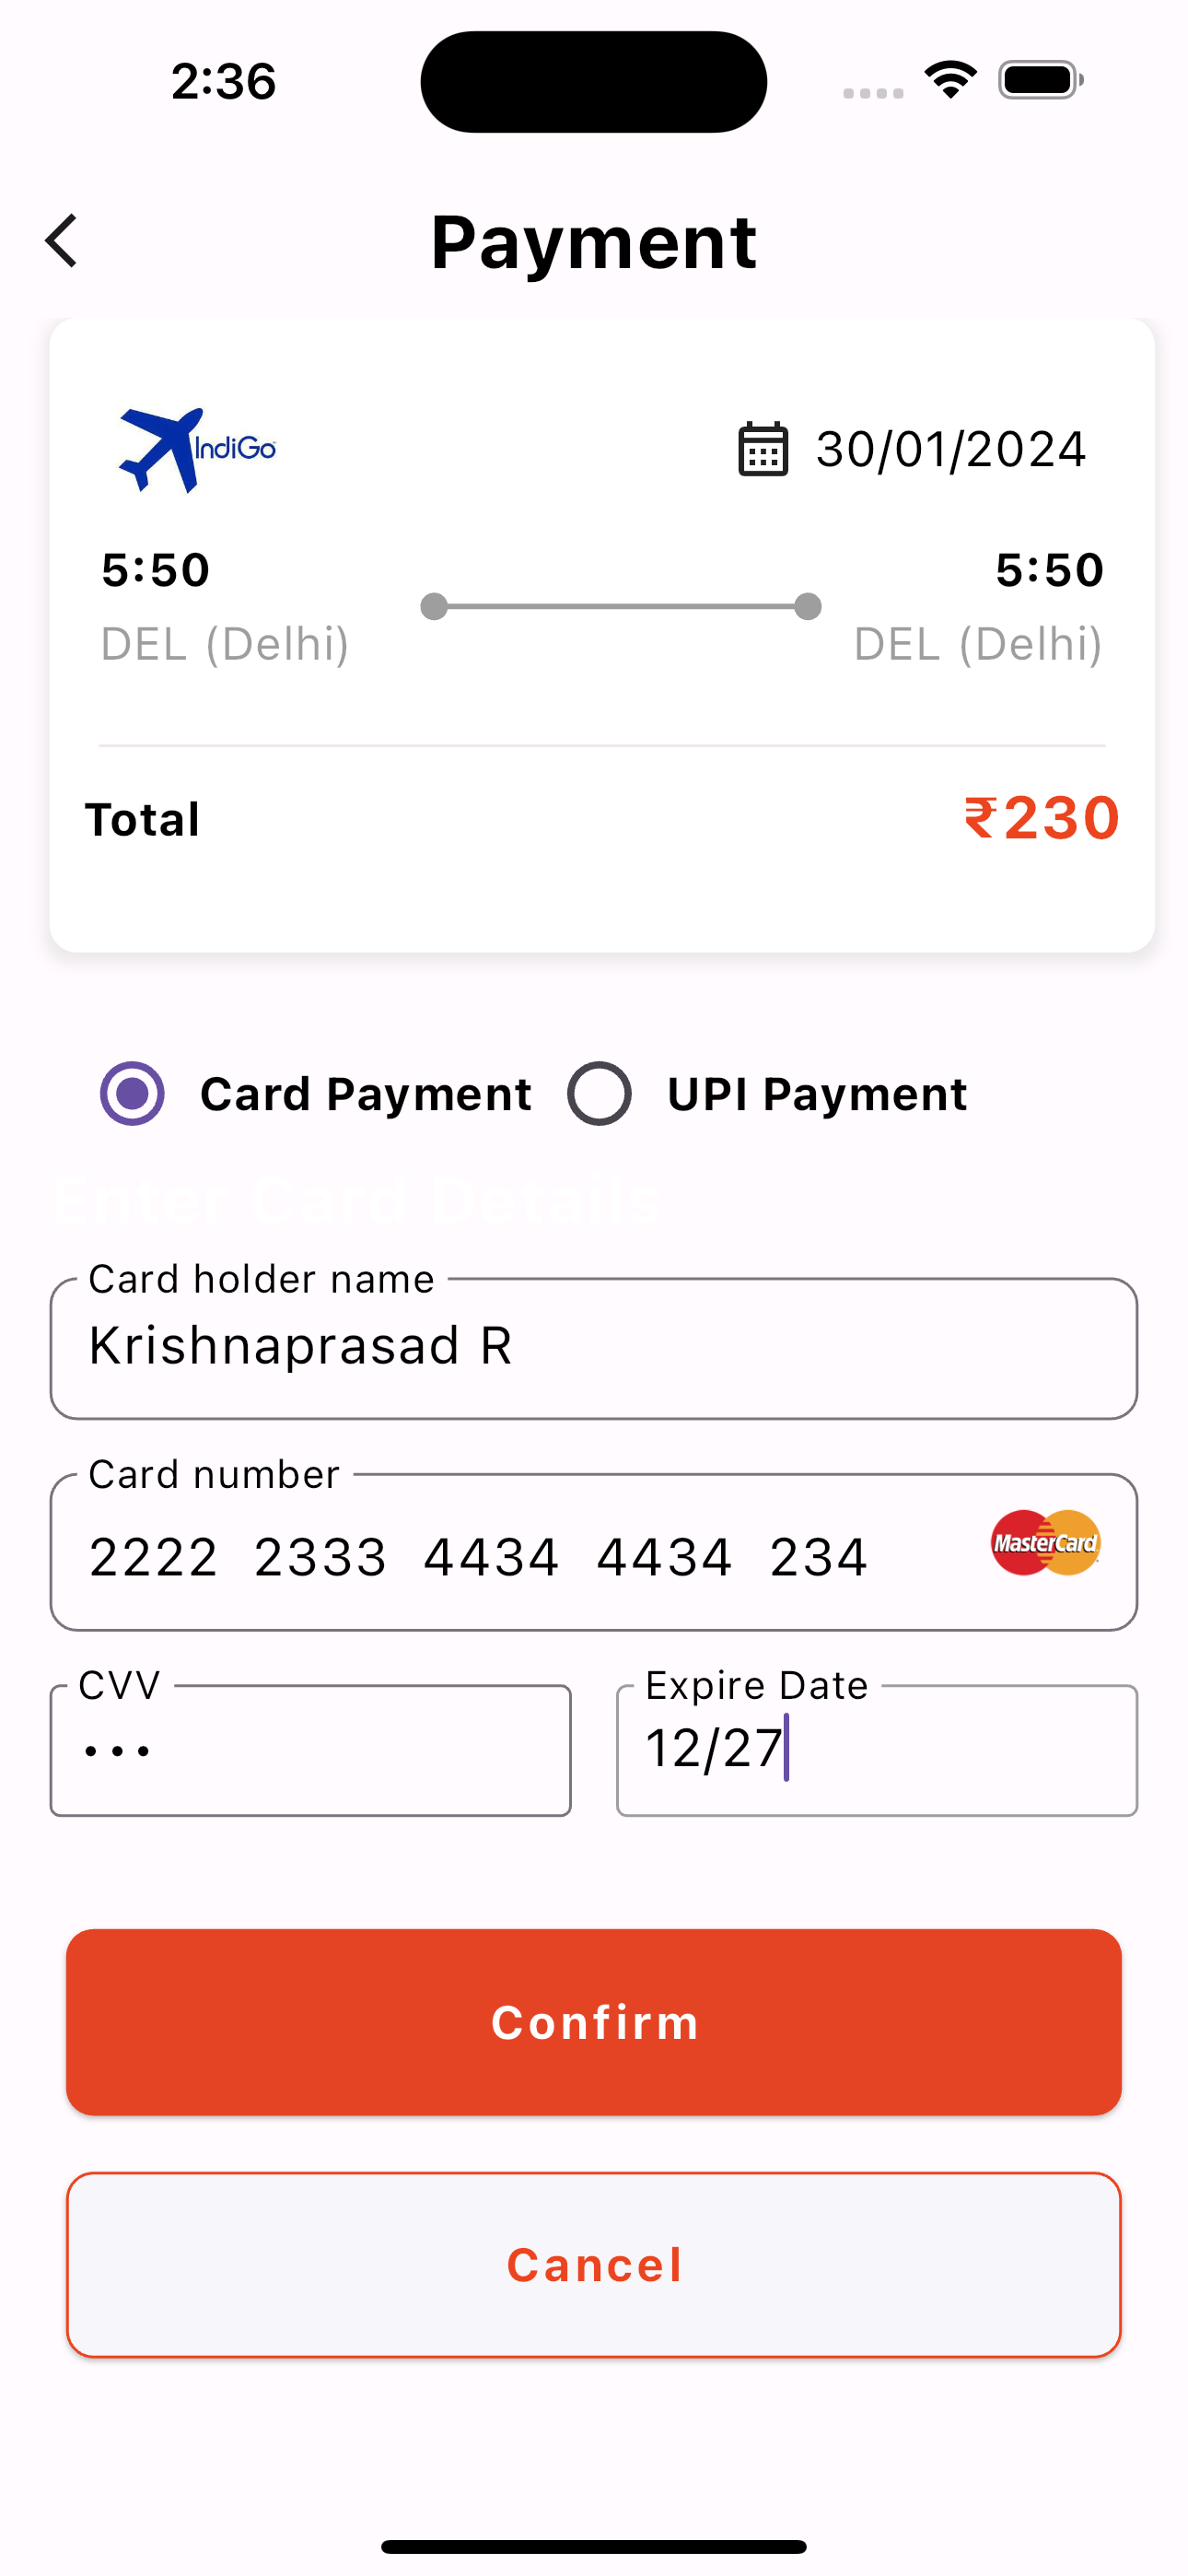 2:36
Payment
IndiGo
30/01/2024
5:50 5:50
DEL (Delhi) DEL (Delhi)
Total ₹230
Card Payment UPI Payment
Enter Card Details
Card holder name
Krishnaprasad R
Card number
2222 2333 4434 4434 234
MasterCard
CVV Expire Date
••• 12/27
Confirm
Cancel